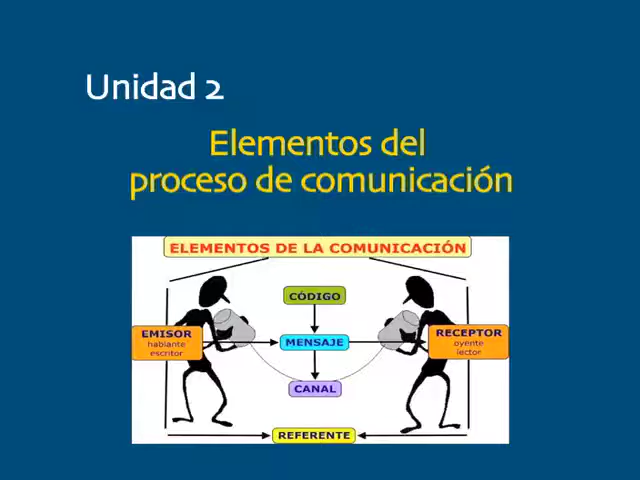 Unidad 2
Elementos del
proceso de comunicación
ELEMENTOS DE LA COMUNICACIÓN
CÓDIGO
EMISOR
hablante
escritor
MENSAJE
RECEPTOR
oyente
lector
CANAL
REFERENTE